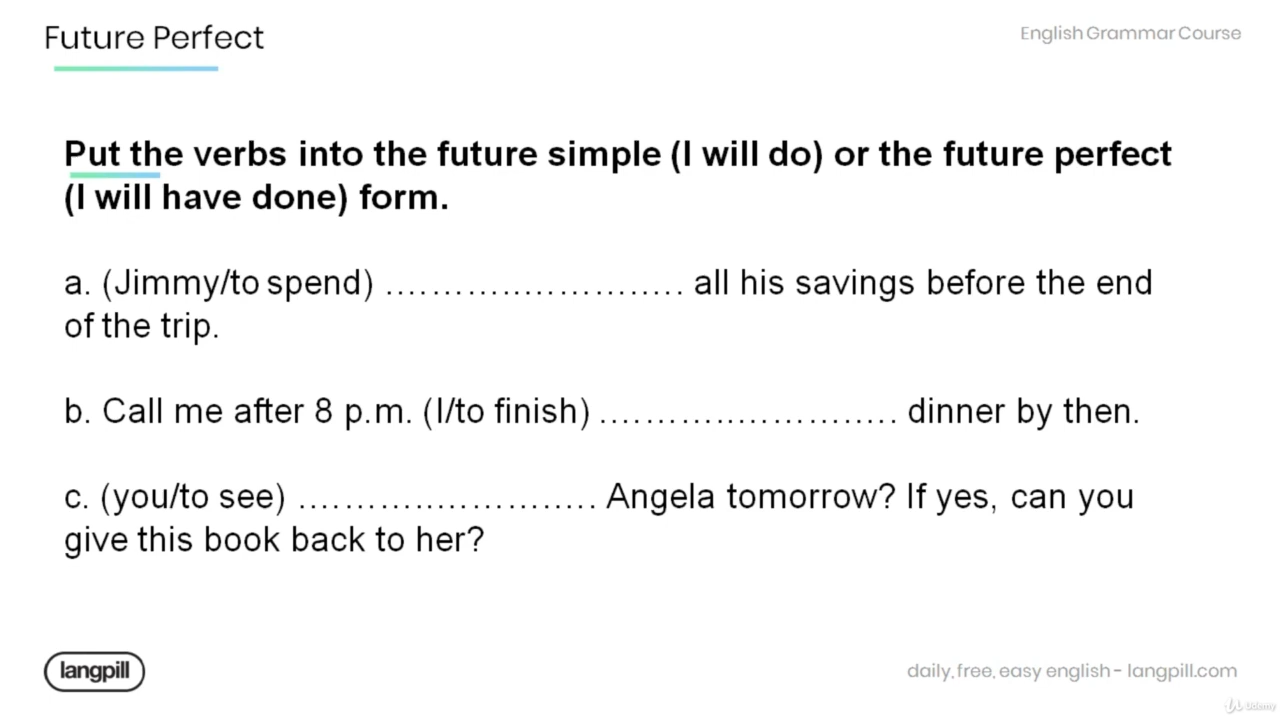 Future Perfect
English Grammar Course
Put the verbs into the future simple (I will do) or the future perfect
(I will have done) form.
a. (Jimmy/to spend) .......................... all his savings before the end
of the trip.
b. Call me after 8 p.m. (I/to finish) .......................... dinner by then.
c. (you/to see) .......................... Angela tomorrow? If yes, can you
give this book back to her?
langpill
daily, free, easy english - langpill.com
Udemy